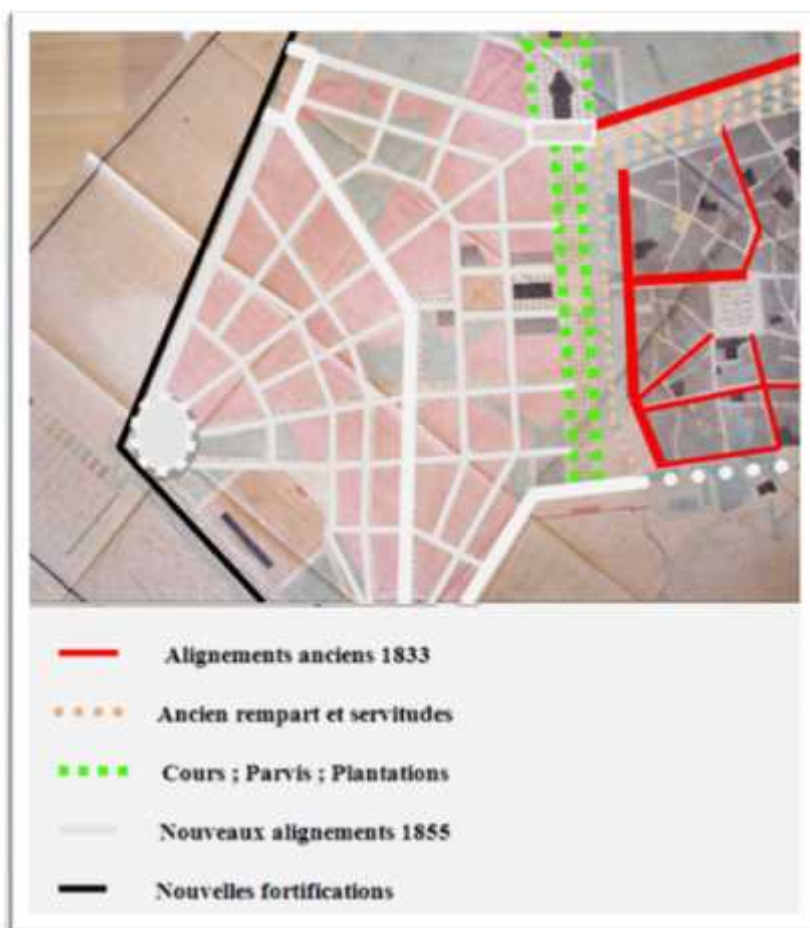 Alignements anciens 1833
Ancien rempart et servitudes
Cours ; Parvis ; Plantations
Nouveaux alignements 1855
Nouvelles fortifications